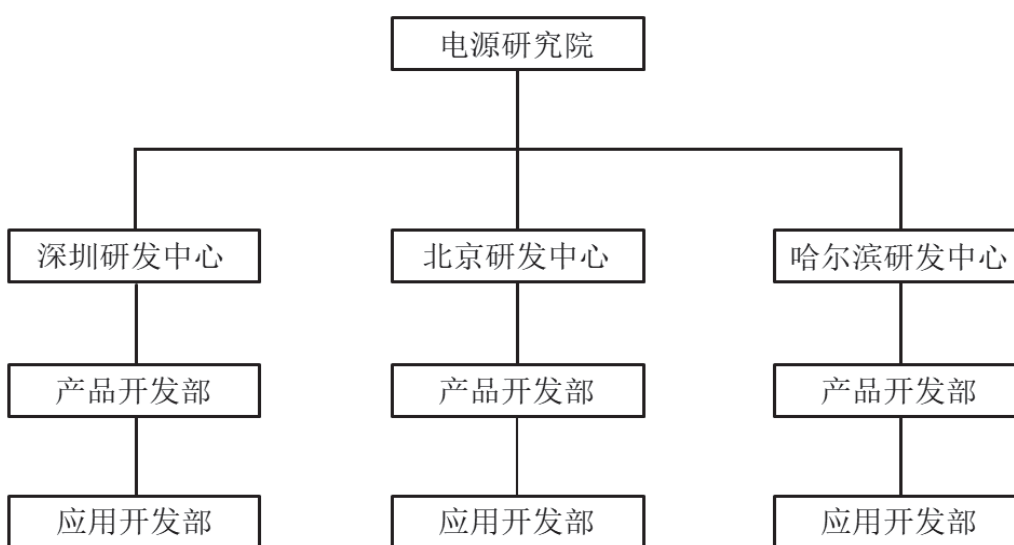 电源研究院
深圳研发中心
北京研发中心
哈尔滨研发中心
产品开发部
产品开发部
产品开发部
应用开发部
应用开发部
应用开发部